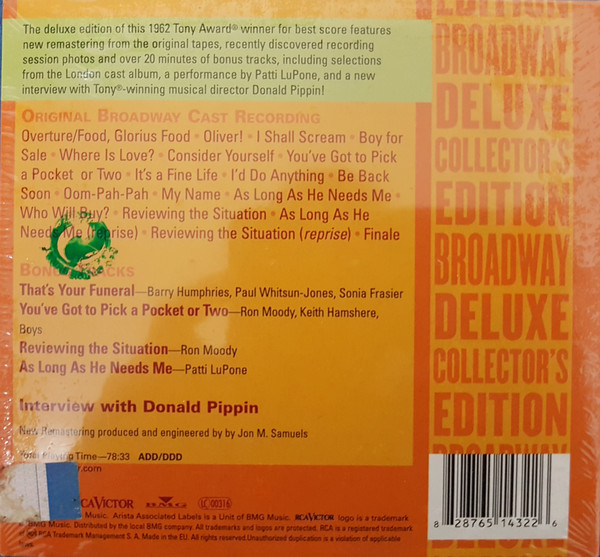 The deluxe edition of this 1962 Tony Award® winner for best score features
new remastering from the original tapes, recently discovered recording
session photos and over 20 minutes of bonus tracks, including selections
from the London cast album, a performance by Patti LuPone, and a new
interview with Tony®-winning musical director Donald Pippin!
ORIGINAL BROADWAY CAST RECORDING
Overture/Food, Glorius Food • Oliver! • I Shall Scream • Boy for
Sale • Where Is Love? • Consider Yourself • You've Got to Pick
a Pocket or Two • It's a Fine Life • I'd Do Anything • Be Back
Soon • Oom-Pah-Pah • My Name • As Long As He Needs Me •
Who Will Buy? • Reviewing the Situation • As Long As He
Needs Me (reprise) • Reviewing the Situation (reprise) • Finale
BONUS TRACKS
That's Your Funeral—Barry Humphries, Paul Whitsun-Jones, Sonia Frasier
You've Got to Pick a Pocket or Two—Ron Moody, Keith Hamshere,
Boys
Reviewing the Situation—Ron Moody
As Long As He Needs Me—Patti LuPone
Interview with Donald Pippin
New Remastering produced and engineered by by Jon M. Samuels
Total Playing Time—78:33 ADD/DDD
.com
RCA VICTOR BMG LC 00316
Music. Arista Associated Labels is a Unit of BMG Music. RCA VICTOR logo is a trademark
BMG Music. Distributed by the local BMG company. All trademarks and logos are protected. RCA is a registered trademark
of RCA Trademark Management S. A. Made in the EU. All rights reserved. Unauthorized duplication is a violation of applicable
EDITION
BROADWAY
DELUXE
COLLECTOR'S
EDITION
BROADWAY
DELUXE
COLLECTOR'S
EDITION
BROADWAY
8 28765 14322 6